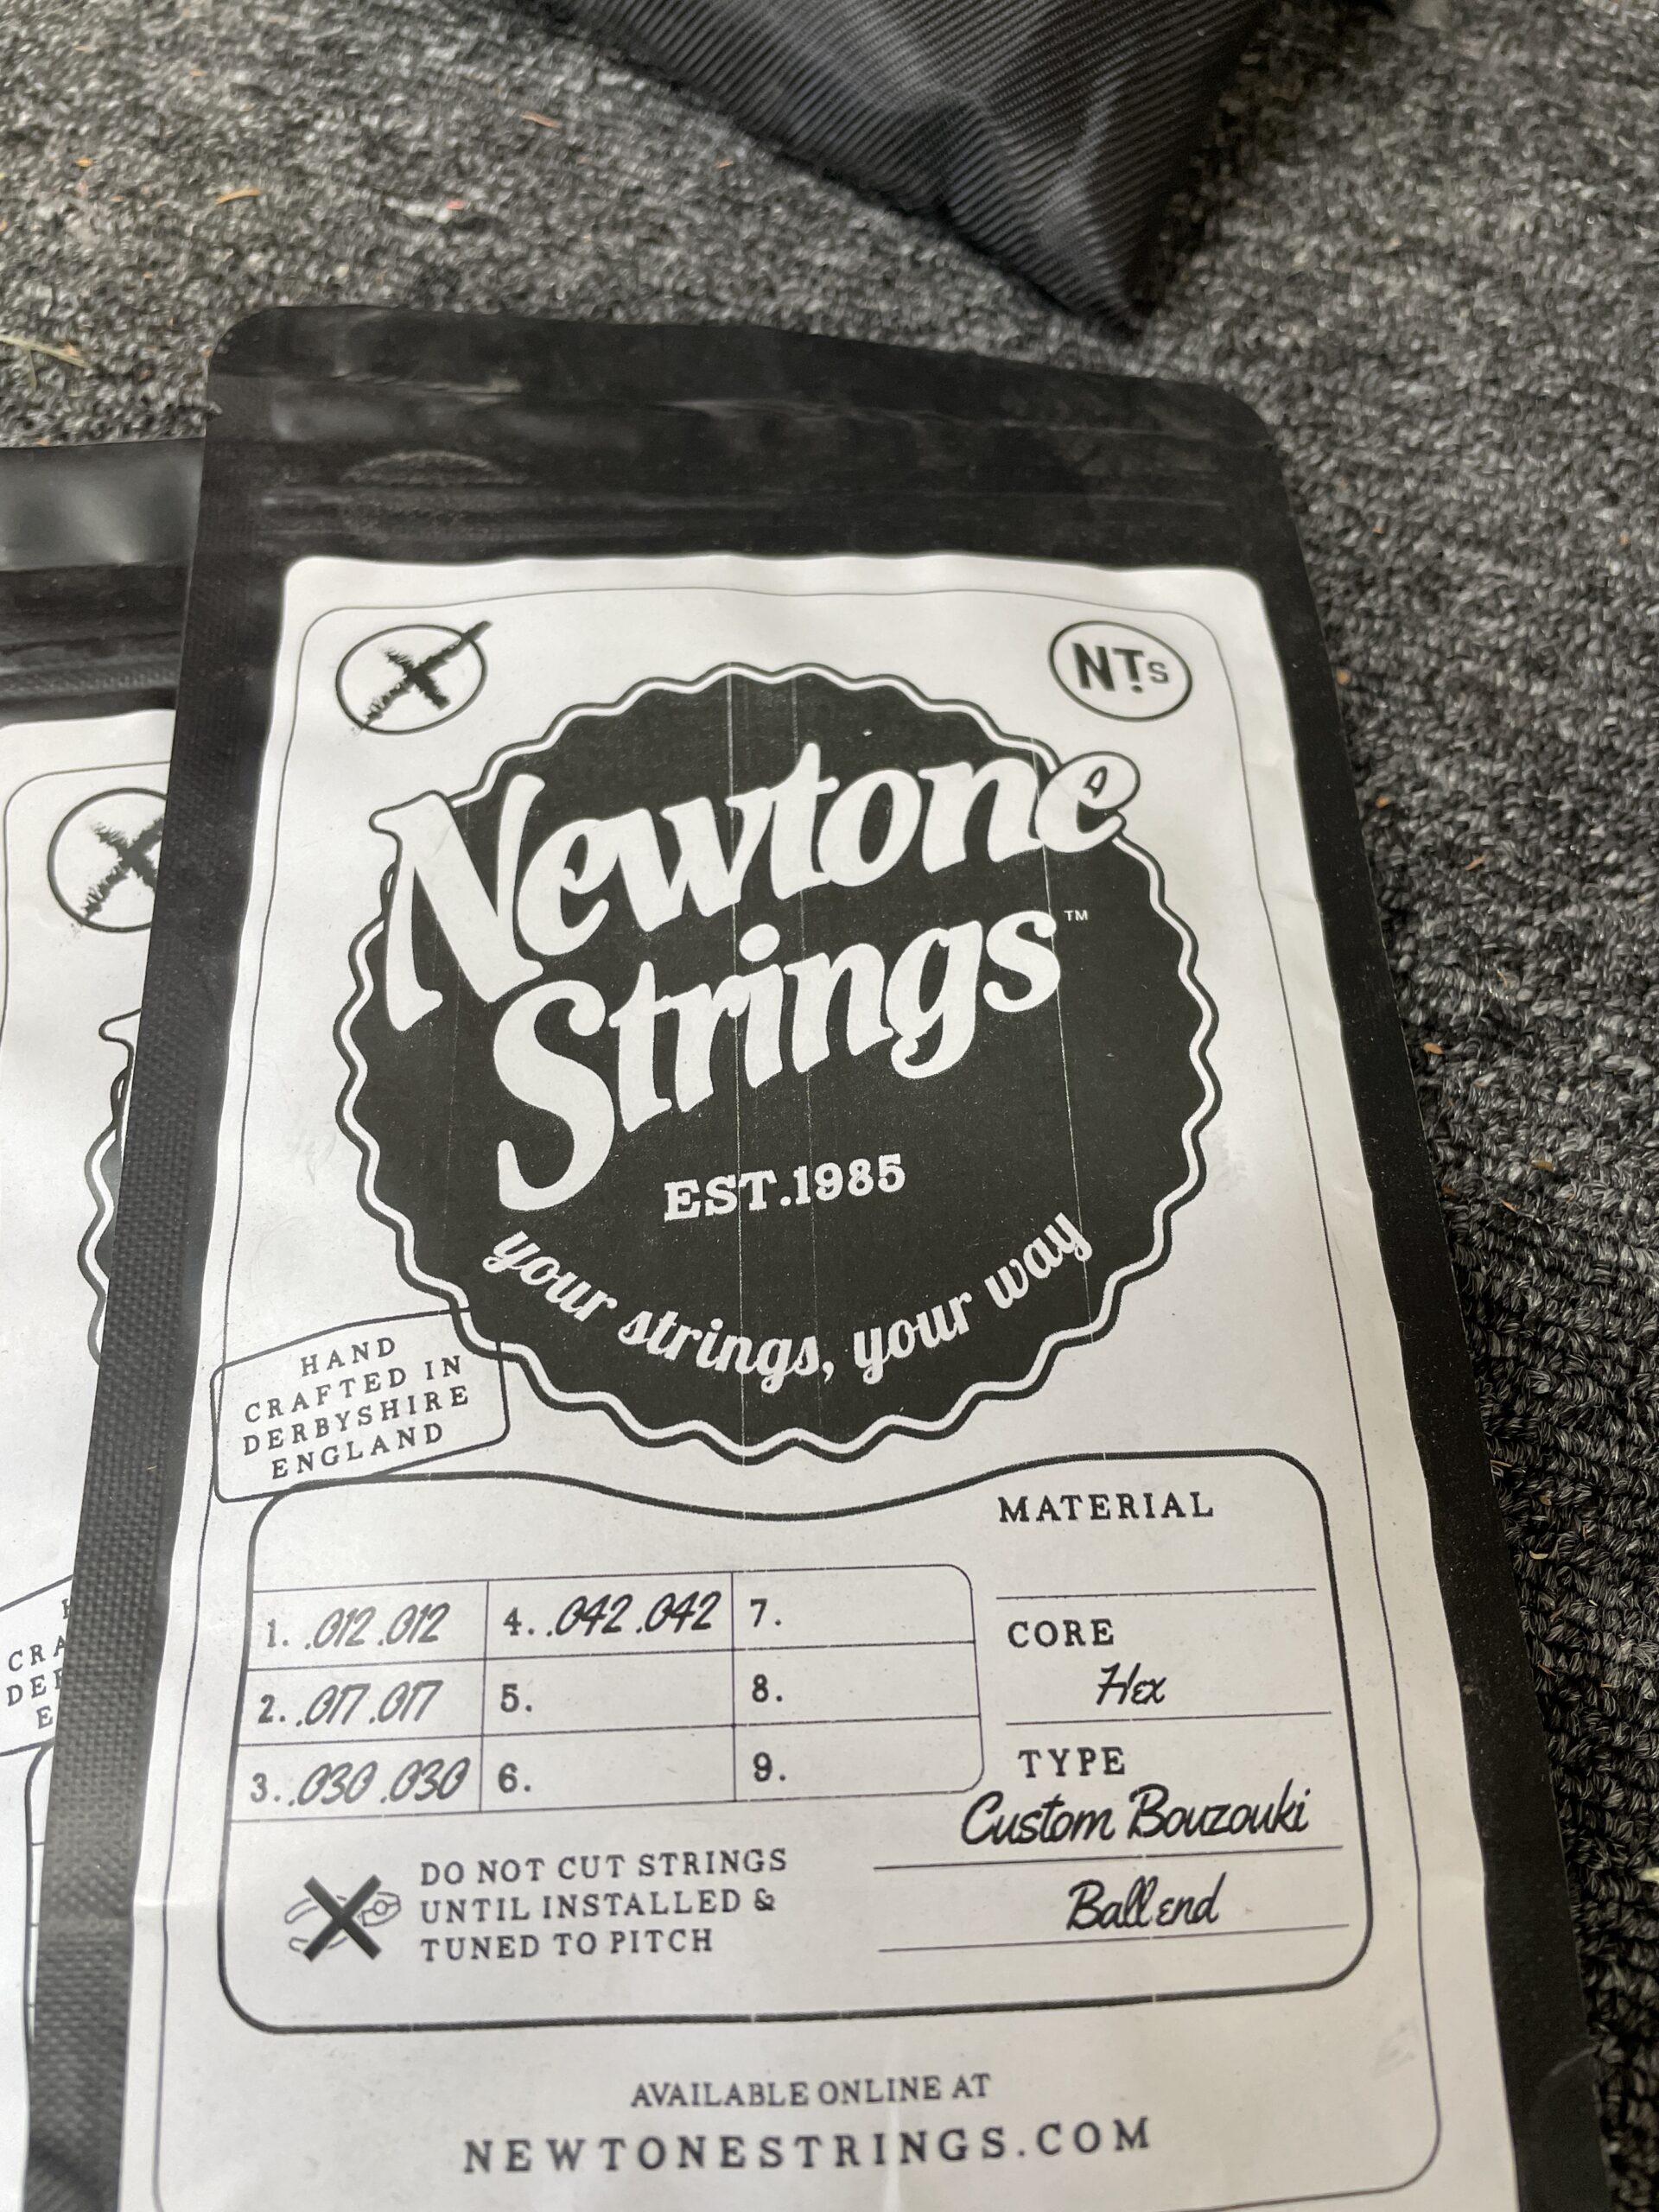 NTs
Newtone
Strings™
EST.1985
your strings, your way
HAND
CRAFTED IN
DERBYSHIRE
ENGLAND
MATERIAL
1. .012 .012
4. .042 .042
7.
CORE
Hex
2. .017 .017
5.
8.
TYPE
Custom Bouzouki
Ball end
3. .030 .030
6.
9.
DO NOT CUT STRINGS
UNTIL INSTALLED &
TUNED TO PITCH
AVAILABLE ONLINE AT
NEWTONESTRINGS.COM